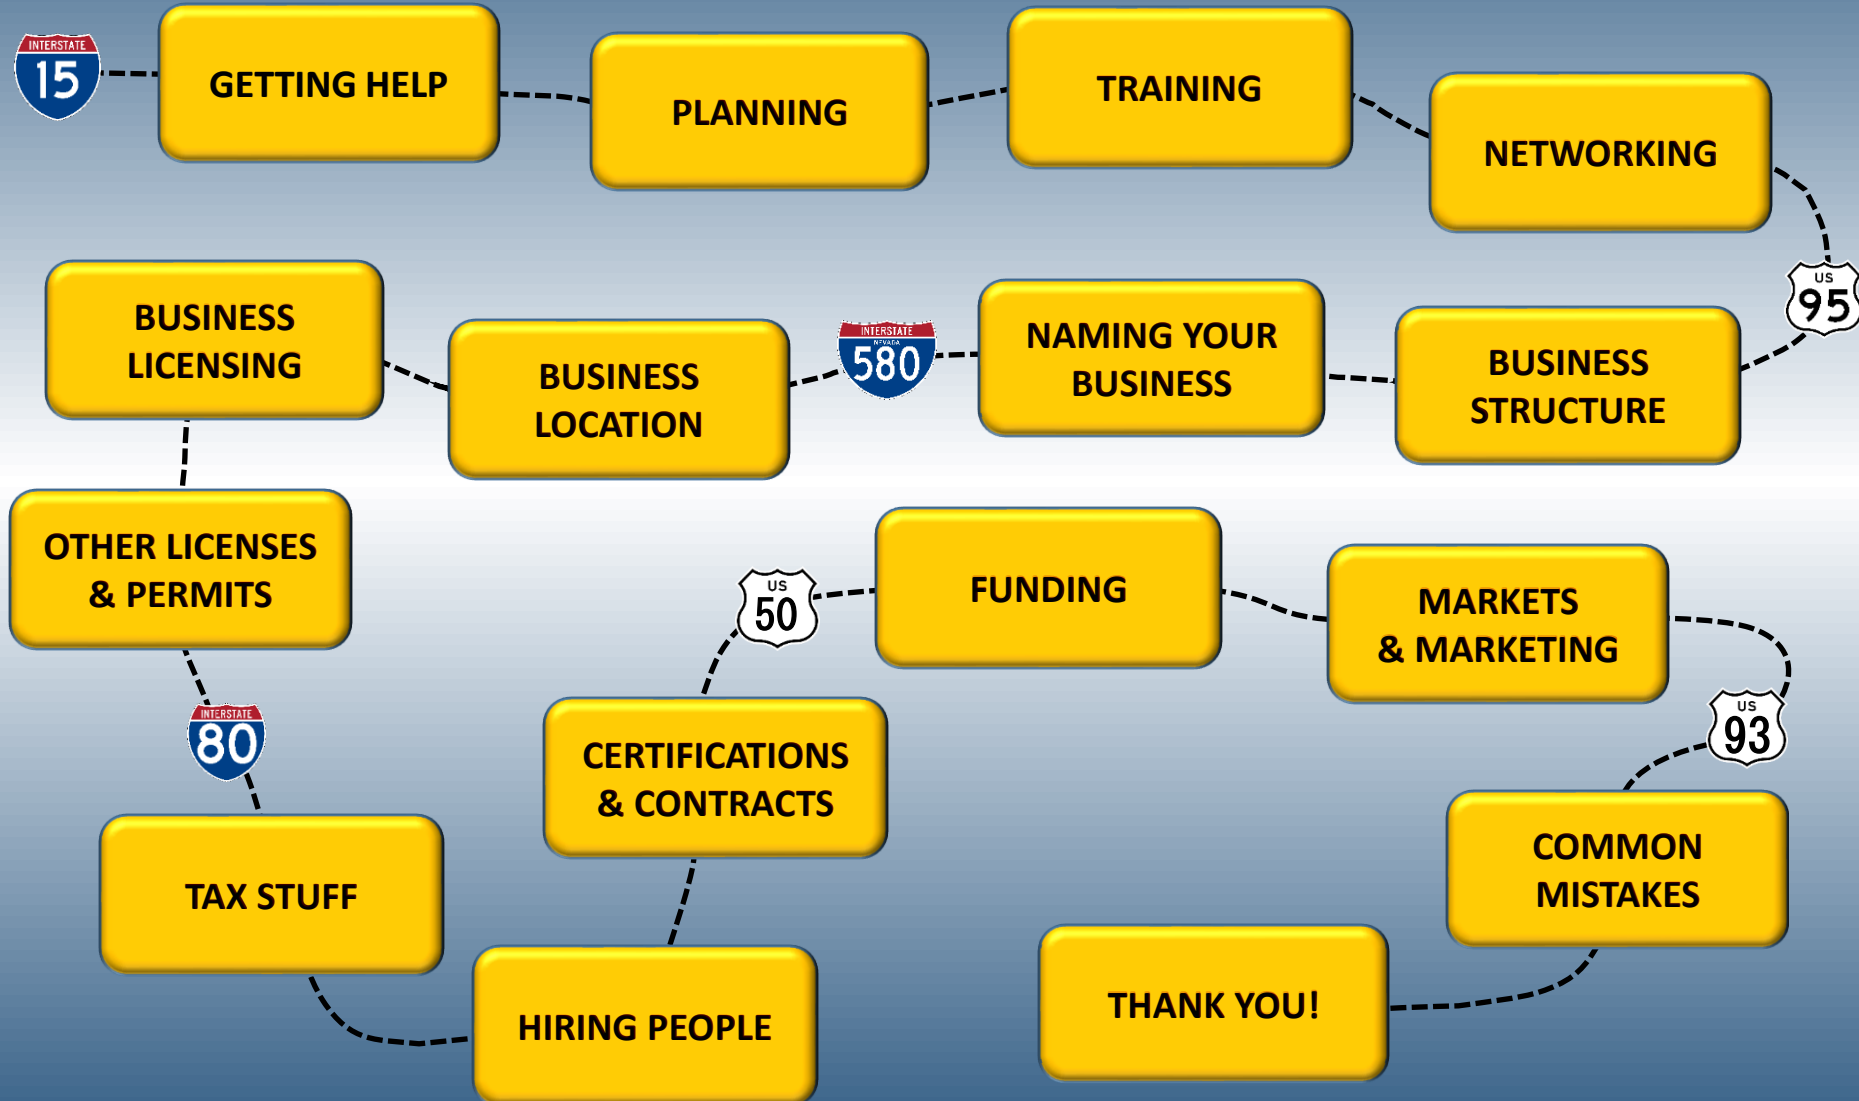 INTERSTATE
15
GETTING HELP
PLANNING
TRAINING
NETWORKING
US
95
BUSINESS
STRUCTURE
NAMING YOUR
BUSINESS
INTERSTATE
NEVADA
580
BUSINESS
LOCATION
BUSINESS
LICENSING
OTHER LICENSES
& PERMITS
INTERSTATE
80
TAX STUFF
HIRING PEOPLE
CERTIFICATIONS
& CONTRACTS
US
50
FUNDING
MARKETS
& MARKETING
US
93
COMMON
MISTAKES
THANK YOU!